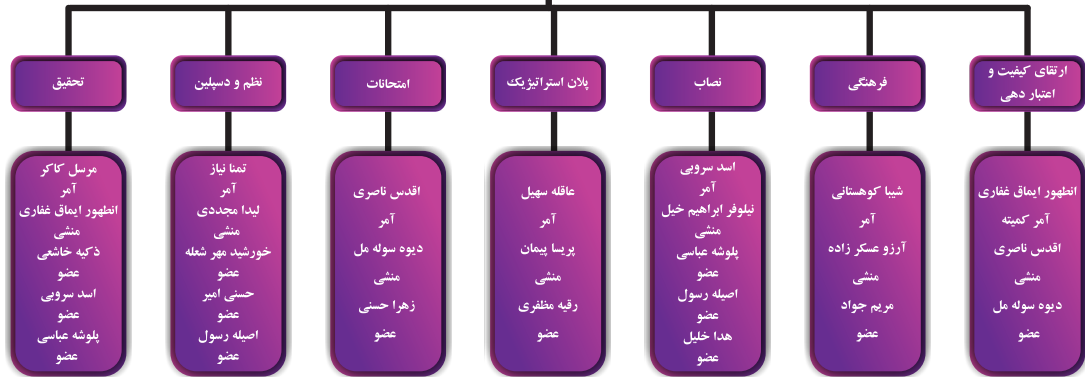 ارتقای کیفیت و
اعتبار دهی
فرهنگی
نصاب
پلان استراتیژیک
امتحانات
نظم و دسپلین
تحقیق
انطهور ایماق غفاری
آمر کمیته
اقدس ناصری
منشی
دیوه سوله مل
عضو
شیبا کوهستانی
آمر
آرزو عسکر زاده
منشی
مریم جواد
عضو
اسد سروبی
آمر
نیلوفر ابراهیم خیل
منشی
پلوشه عباسی
عضو
اصیله رسول
عضو
هدا خلیل
عضو
عاقله سهیل
آمر
پریسا پیمان
منشی
رقیه مظفری
عضو
اقدس ناصری
آمر
دیوه سوله مل
منشی
زهرا حسنی
عضو
تمنا نیاز
آمر
لیدا مجددی
منشی
خورشید مهر شعله
عضو
حسنی امیر
عضو
اصیله رسول
عضو
مرسل کاکر
آمر
انطهور ایماق غفاری
منشی
ذکیه خاشعی
عضو
اسد سروبی
عضو
پلوشه عباسی
عضو